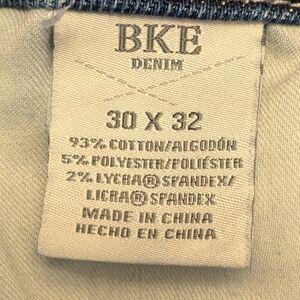 BKE
DENIM
30 X 32
93% COTTON/ALGODÓN
5% POLYESTER/POLIÉSTER
2% LYCRA® SPANDEX/
LICRA® SPANDEX
MADE IN CHINA
HECHO EN CHINA